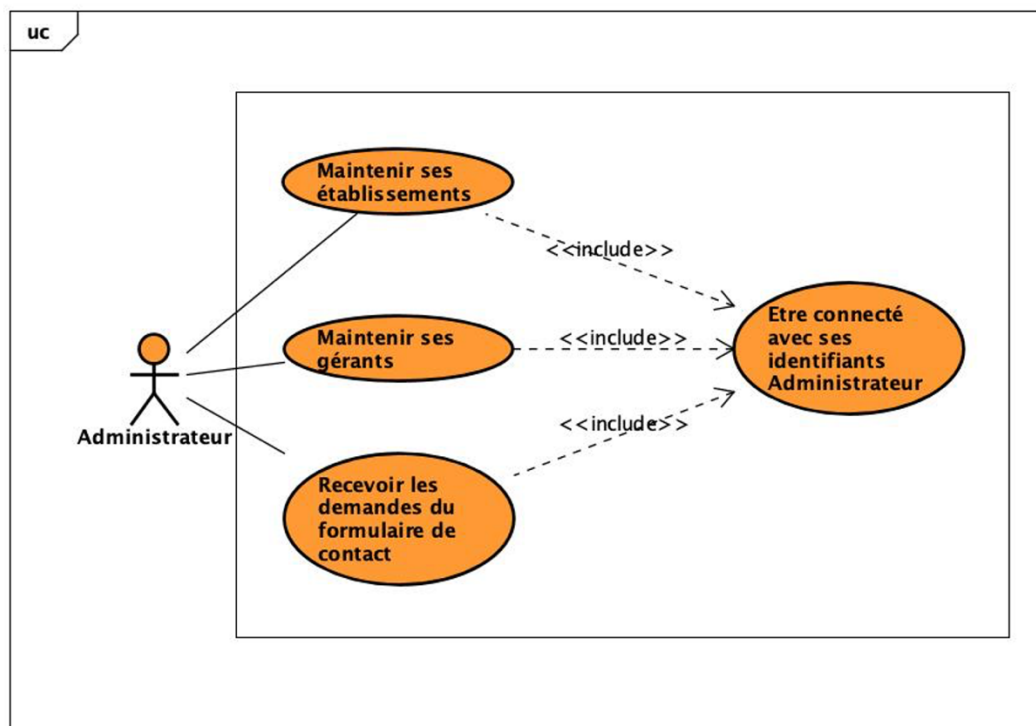 uc
Maintenir ses
établissements
<<include>>
Maintenir ses
gérants
<<include>>
Etre connecté
avec ses
identifiants
Administrateur
Administrateur
<<include>>
Recevoir les
demandes du
formulaire de
contact